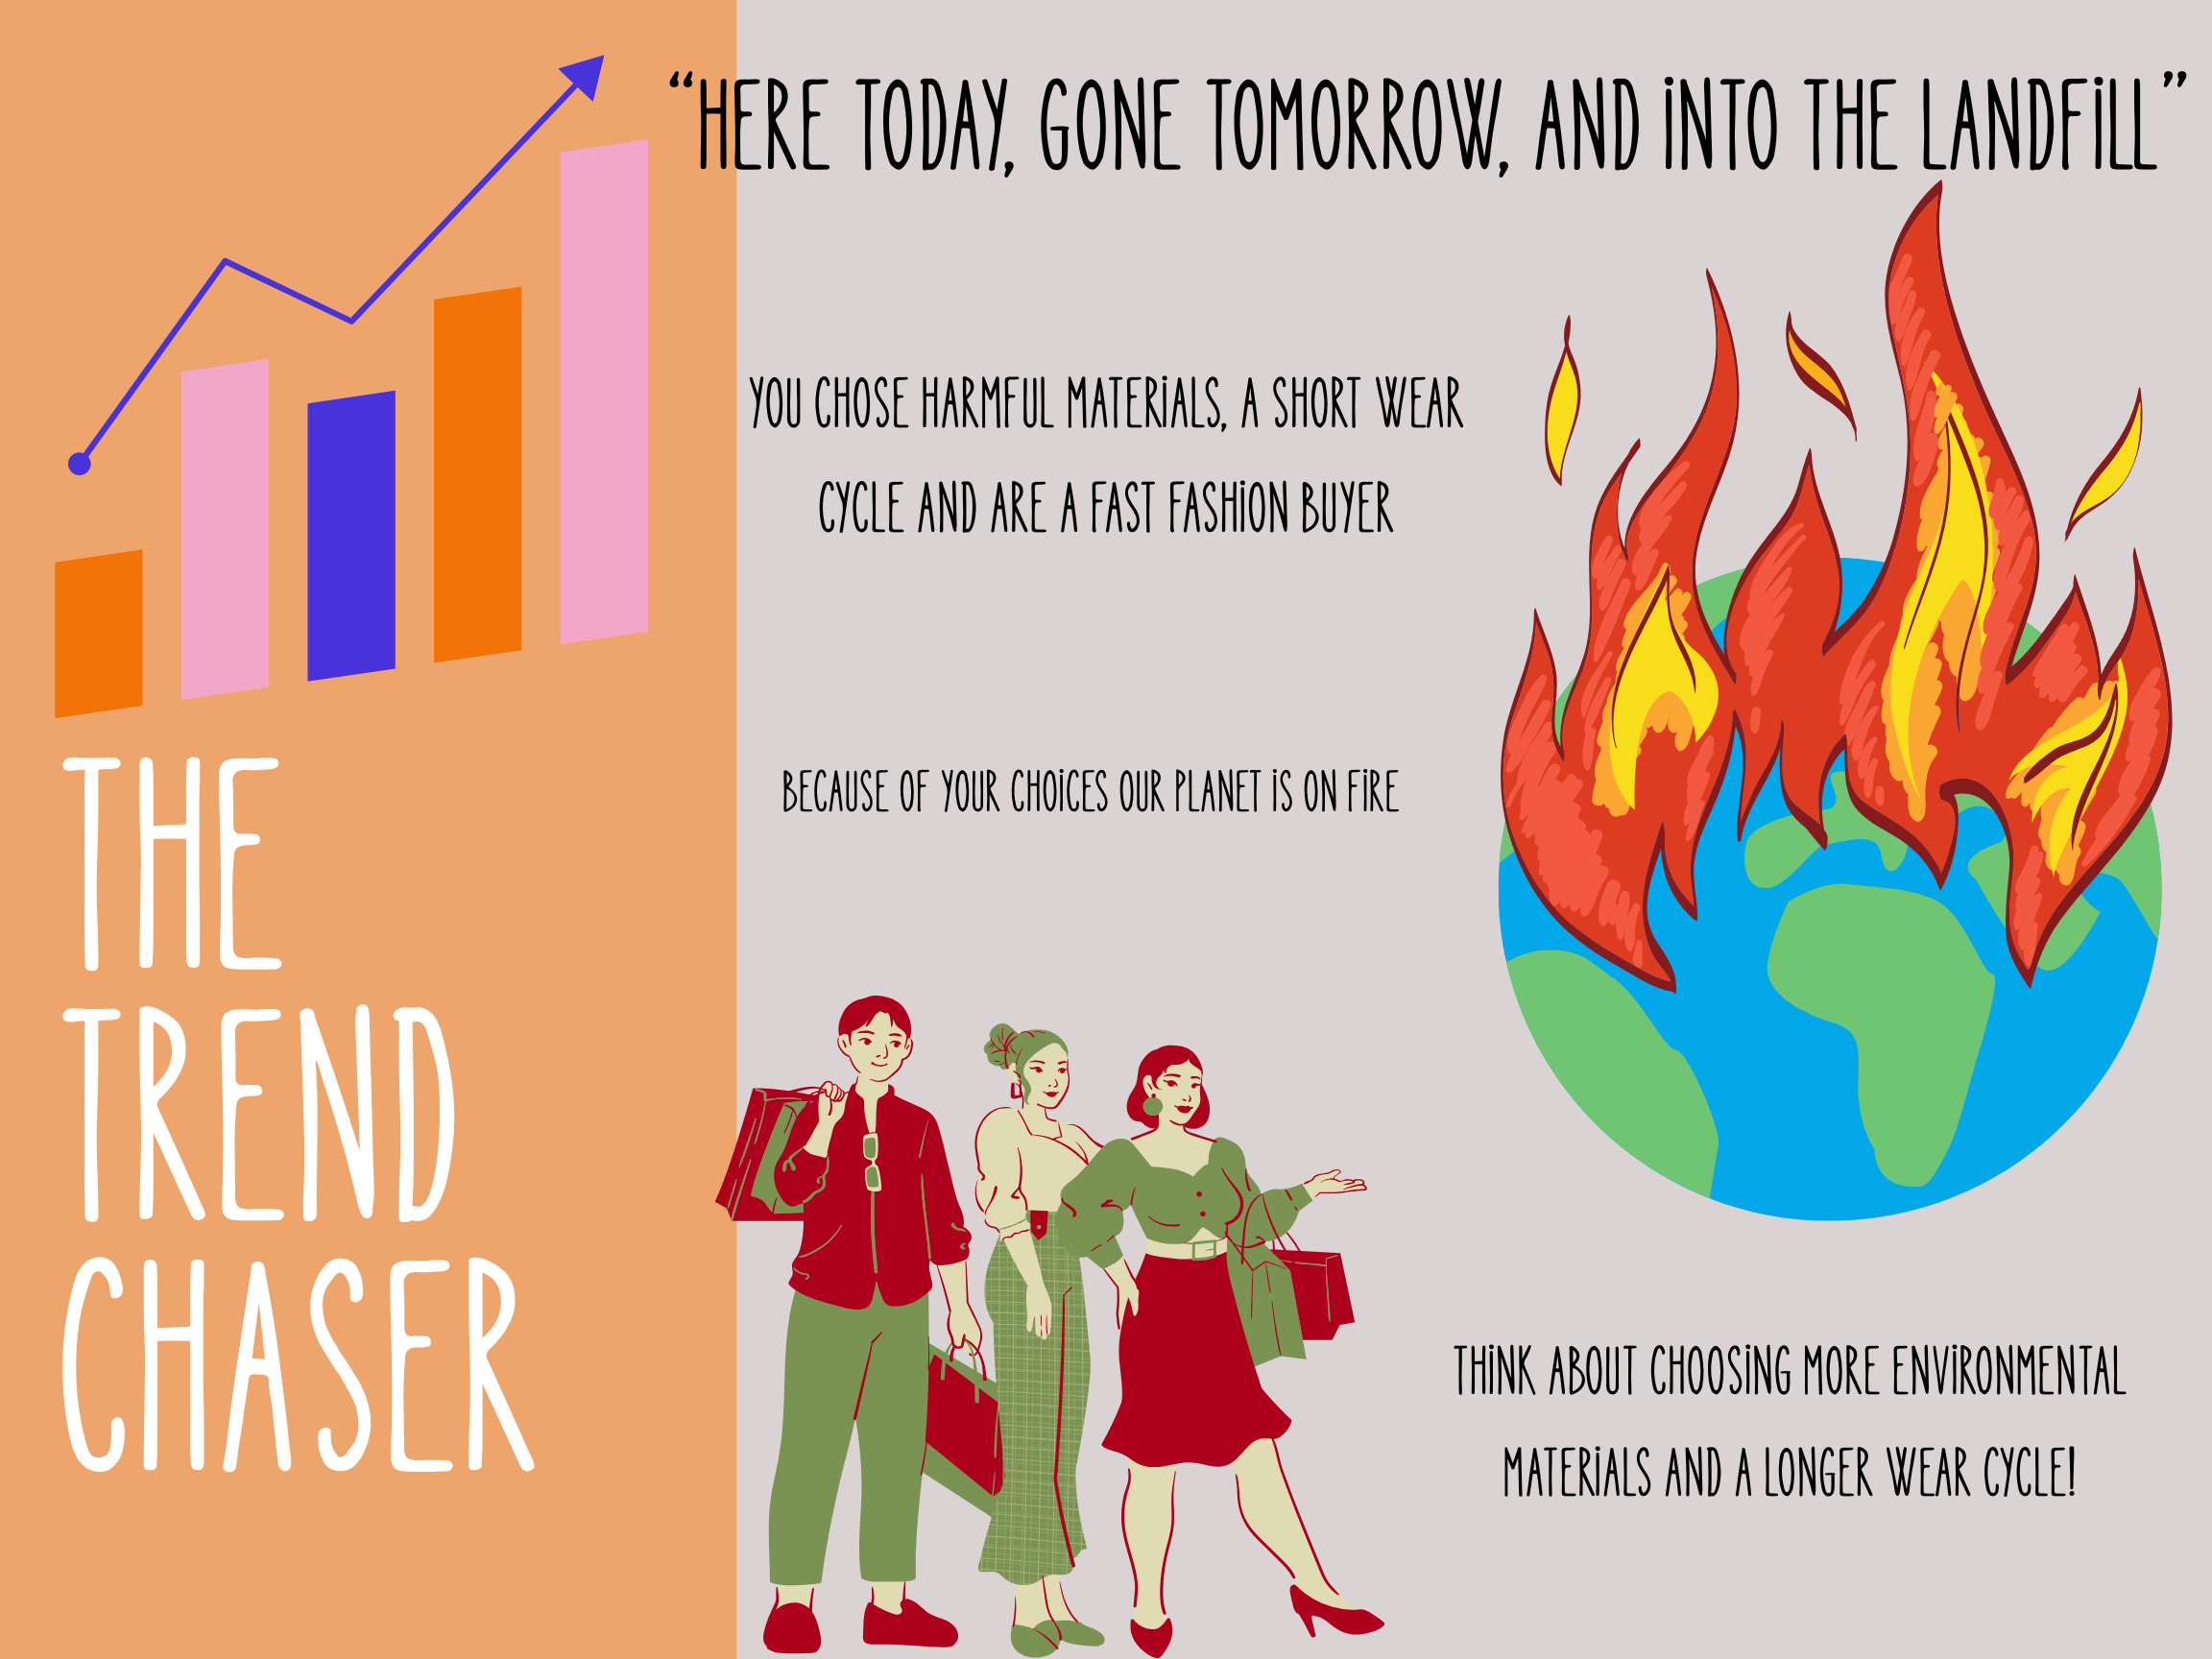 “HERE TODAY, GONE TOMORROW, AND INTO THE LANDFILL”
YOU CHOSE HARMFUL MATERIALS, A SHORT WEAR
CYCLE AND ARE A FAST FASHION BUYER
BECAUSE OF YOUR CHOICES OUR PLANET IS ON FIRE
THE
TREND
CHASER
THINK ABOUT CHOOSING MORE ENVIRONMENTAL
MATERIALS AND A LONGER WEAR CYCLE!